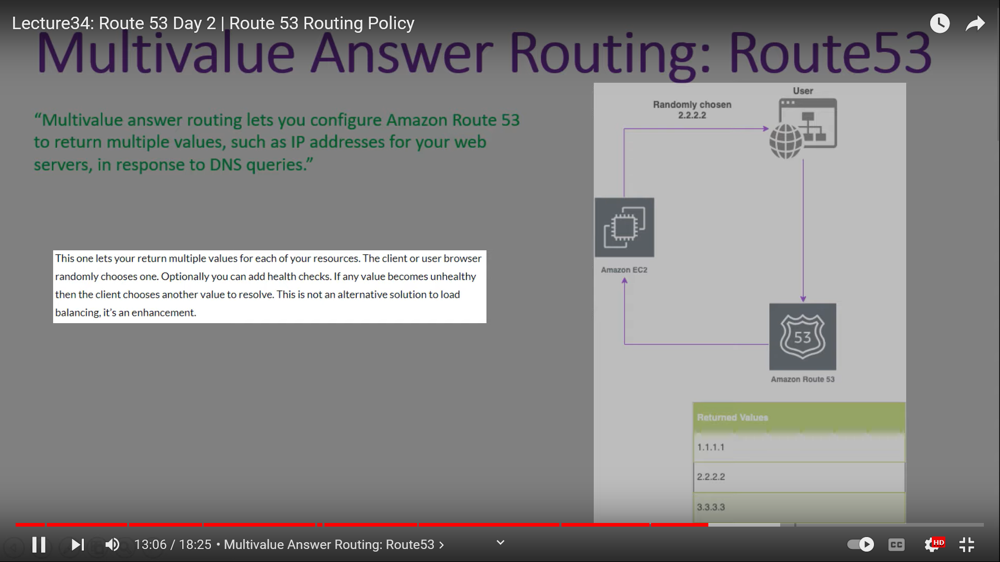 Lecture34: Route 53 Day 2 | Route 53 Routing Policy
Multivalue Answer Routing: Route53
“Multivalue answer routing lets you configure Amazon Route 53
to return multiple values, such as IP addresses for your web
servers, in response to DNS queries.”
This one lets your return multiple values for each of your resources. The client or user browser
randomly chooses one. Optionally you can add health checks. If any value becomes unhealthy
then the client chooses another value to resolve. This is not an alternative solution to load
balancing, it’s an enhancement.
User
Randomly chosen
2.2.2.2
Amazon EC2
53
Amazon Route 53
Returned Values
1.1.1.1
2.2.2.2
3.3.3.3
13:06 / 18:25 • Multivalue Answer Routing: Route53
CC
HD